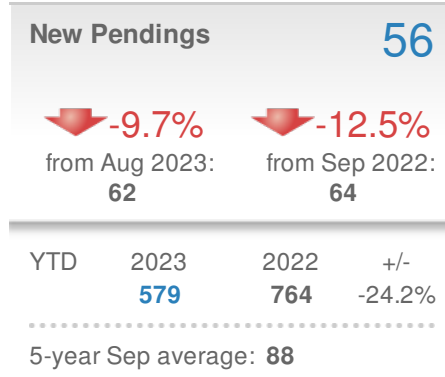 New Pendings 56
-9.7% -12.5%
from Aug 2023: from Sep 2022:
62 64
YTD 2023 2022 +/-
579 764 -24.2%
5-year Sep average: 88